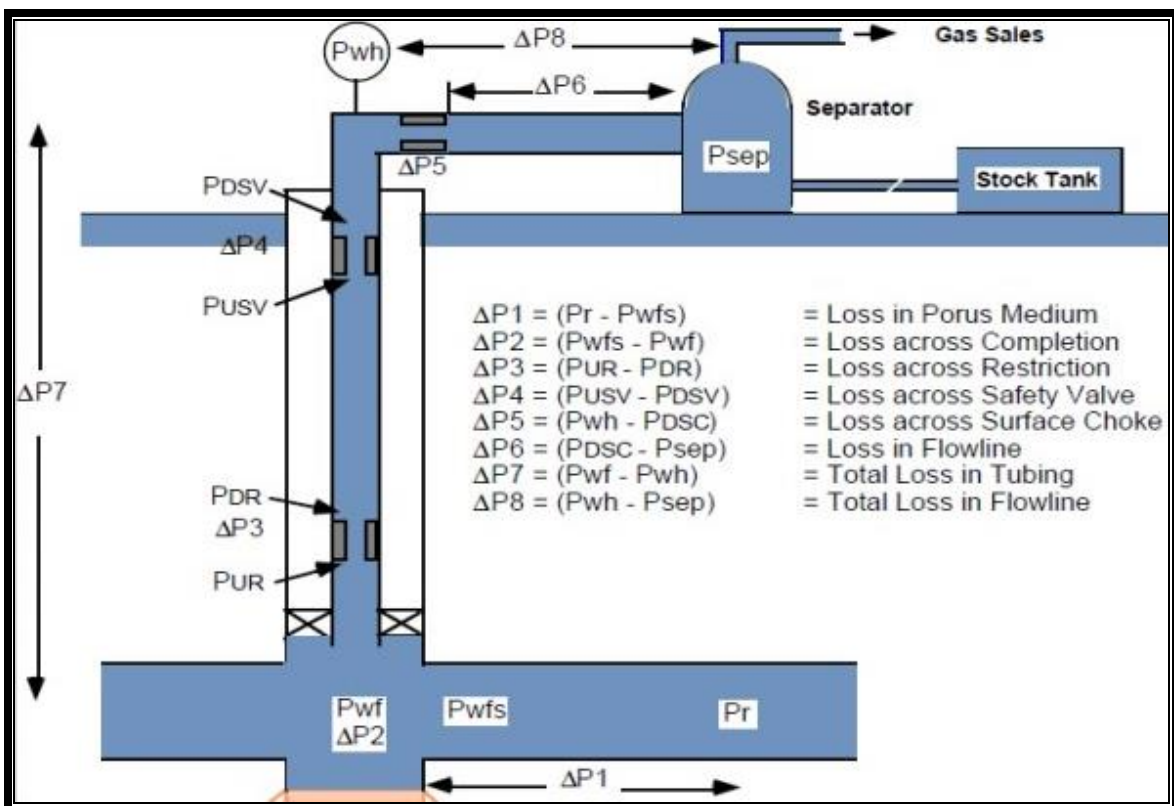 Pwh
ΔP8
Gas Sales
ΔP6
Separator
ΔP5
Psep
Stock Tank
PDSV
ΔP4
PUSV
ΔP7
ΔP1 = (Pr - Pwfs) = Loss in Porus Medium
ΔP2 = (Pwfs - Pwf) = Loss across Completion
ΔP3 = (PUR - PDR) = Loss across Restriction
ΔP4 = (PUSV - PDSV) = Loss across Safety Valve
ΔP5 = (Pwh - PDSC) = Loss across Surface Choke
ΔP6 = (PDSC - Psep) = Loss in Flowline
ΔP7 = (Pwf - Pwh) = Total Loss in Tubing
ΔP8 = (Pwh - Psep) = Total Loss in Flowline
PDR
ΔP3
PUR
Pwf
ΔP2
Pwfs
Pr
ΔP1